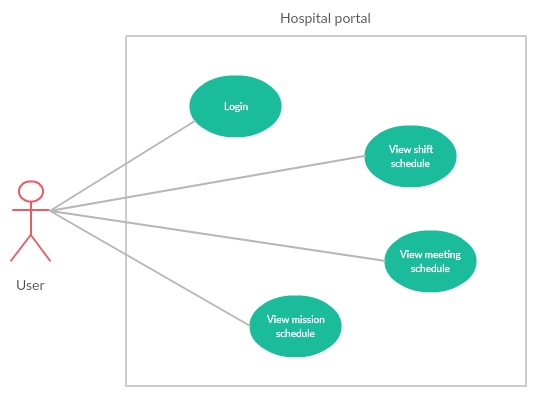 Hospital portal
Login
View shift
schedule
View meeting
schedule
User
View mission
schedule